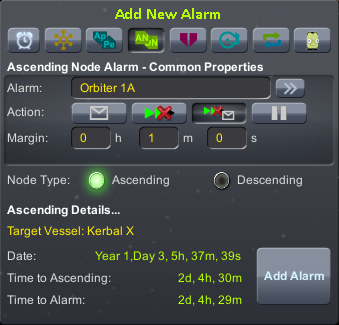 Add New Alarm
Ap Pe AN DN
Ascending Node Alarm - Common Properties
Alarm: Orbiter 1A
Action:
Margin: 0 h 1 m 0 s
Node Type: Ascending Descending
Ascending Details...
Target Vessel: Kerbal X
Date: Year 1,Day 3, 5h, 37m, 39s
Time to Ascending: 2d, 4h, 30m
Time to Alarm: 2d, 4h, 29m
Add Alarm